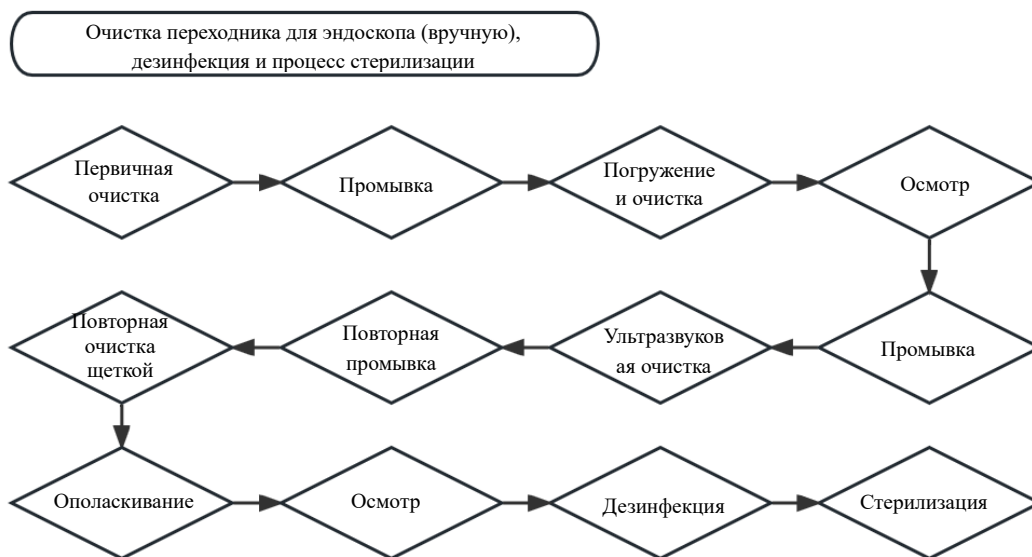 Очистка переходника для эндоскопа (вручную),
дезинфекция и процесс стерилизации
Первичная
очистка
Промывка
Погружение
и очистка
Осмотр
Промывка
Ультразвуков
ая очистка
Повторная
промывка
Повторная
очистка
щеткой
Ополаскивание
Осмотр
Дезинфекция
Стерилизация